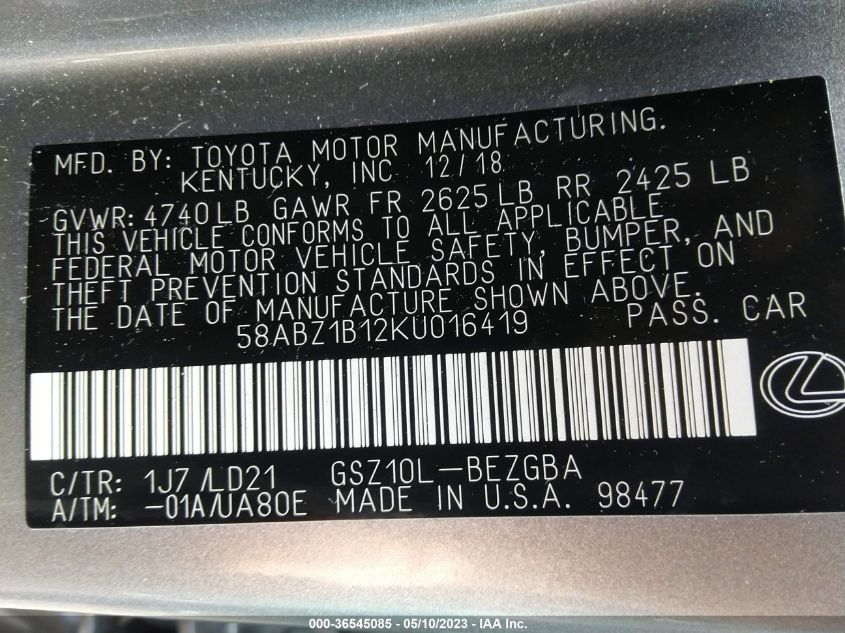 MFD. BY: TOYOTA MOTOR MANUFACTURING.
KENTUCKY, INC 12/18
GVWR: 4740LB GAWR FR 2625LB RR 2425 LB
THIS VEHICLE CONFORMS TO ALL APPLICABLE
FEDERAL MOTOR VEHICLE SAFETY, BUMPER, AND
THEFT PREVENTION STANDARDS IN EFFECT ON
THE DATE OF MANUFACTURE SHOWN ABOVE.
58ABZ1B12KU016419 PASS. CAR
C/TR: 1J7 /LD21 GSZ10L-BEZGBA
A/TM: -01A/UA80E MADE IN U.S.A. 98477
000-36545085 - 05/10/2023 - IAA Inc.